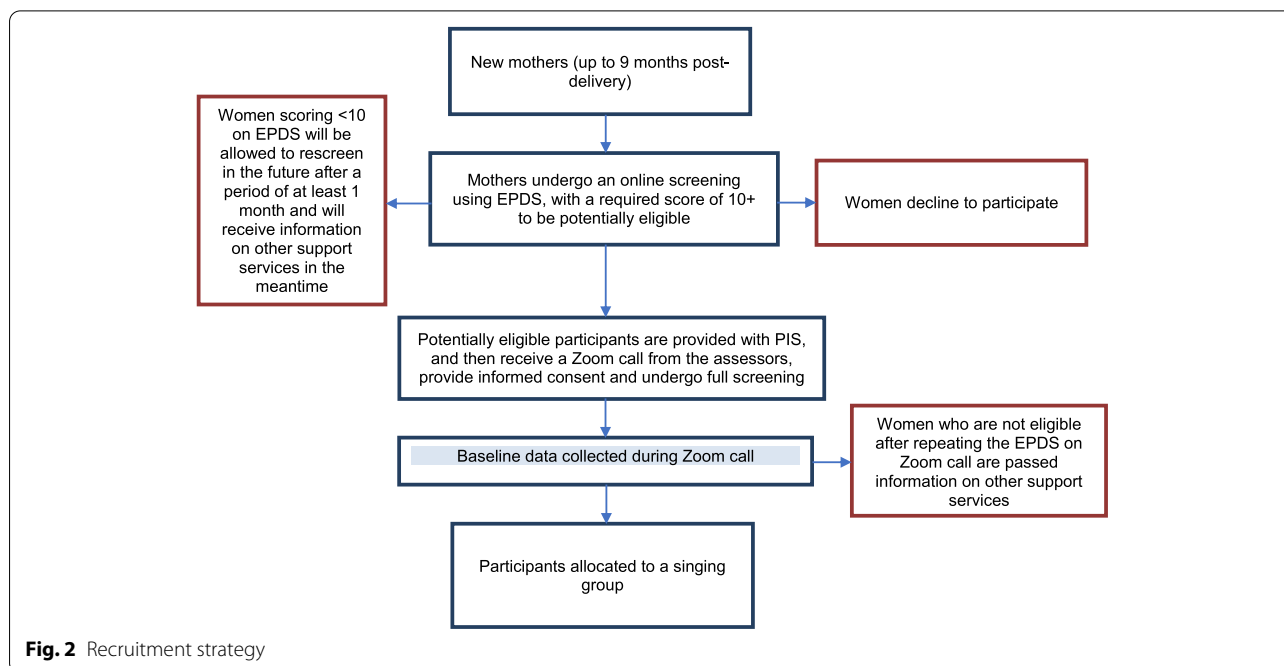 New mothers (up to 9 months post-
delivery)
Women scoring <10
on EPDS will be
allowed to rescreen
in the future after a
period of at least 1
month and will
receive information
on other support
services in the
meantime
Mothers undergo an online screening
using EPDS, with a required score of 10+
to be potentially eligible
Women decline to participate
Potentially eligible participants are provided with PIS,
and then receive a Zoom call from the assessors,
provide informed consent and undergo full screening
Baseline data collected during Zoom call
Women who are not eligible
after repeating the EPDS on
Zoom call are passed
information on other support
services
Participants allocated to a singing
group
Fig. 2 Recruitment strategy